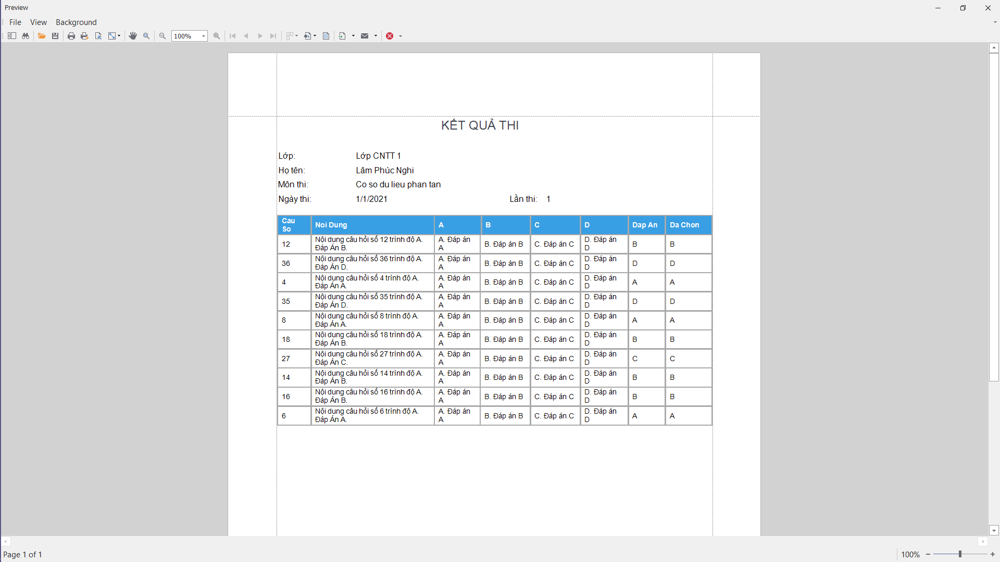 Preview
File View Background
100%
KẾT QUẢ THI
Lớp: Lớp CNTT 1
Họ tên: Lâm Phúc Nghi
Môn thi: Co so du lieu phan tan
Ngày thi: 1/1/2021 Lần thi: 1
Cau So Noi Dung A B C D Dap An Da Chon
12 Nội dung câu hỏi số 12 trình độ A. Đáp Án B. A. Đáp án A B. Đáp án B C. Đáp án C D. Đáp án D B B
36 Nội dung câu hỏi số 36 trình độ A. Đáp Án D. A. Đáp án A B. Đáp án B C. Đáp án C D. Đáp án D D D
4 Nội dung câu hỏi số 4 trình độ A. Đáp Án A. A. Đáp án A B. Đáp án B C. Đáp án C D. Đáp án D A A
35 Nội dung câu hỏi số 35 trình độ A. Đáp Án D. A. Đáp án A B. Đáp án B C. Đáp án C D. Đáp án D D D
8 Nội dung câu hỏi số 8 trình độ A. Đáp Án A. A. Đáp án A B. Đáp án B C. Đáp án C D. Đáp án D A A
18 Nội dung câu hỏi số 18 trình độ A. Đáp Án B. A. Đáp án A B. Đáp án B C. Đáp án C D. Đáp án D B B
27 Nội dung câu hỏi số 27 trình độ A. Đáp Án C. A. Đáp án A B. Đáp án B C. Đáp án C D. Đáp án D C C
14 Nội dung câu hỏi số 14 trình độ A. Đáp Án B. A. Đáp án A B. Đáp án B C. Đáp án C D. Đáp án D B B
16 Nội dung câu hỏi số 16 trình độ A. Đáp Án B. A. Đáp án A B. Đáp án B C. Đáp án C D. Đáp án D B B
6 Nội dung câu hỏi số 6 trình độ A. Đáp Án A. A. Đáp án A B. Đáp án B C. Đáp án C D. Đáp án D A A
Page 1 of 1 100%